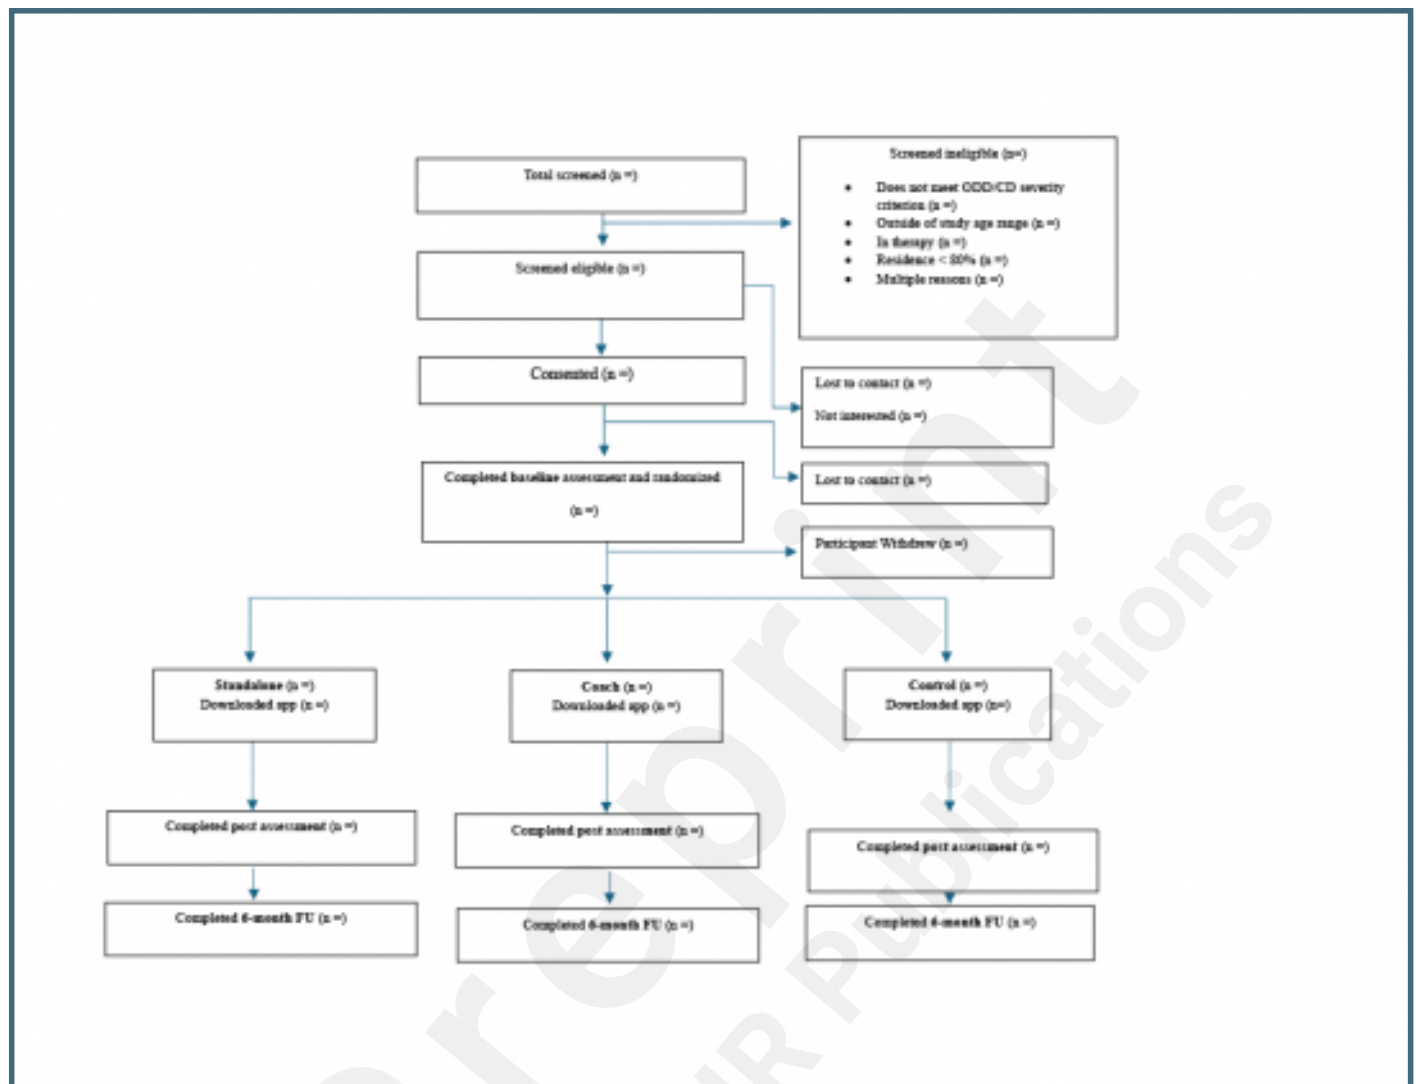 Total screened (n =)
Screened ineligible (n=)
• Does not meet ODD/CD severity
criterion (n =)
• Outside of study age range (n =)
• In therapy (n =)
• Residence < 80% (n =)
• Multiple reasons (n =)
Screened eligible (n =)
Consented (n =)
Lost to contact (n =)
Not interested (n =)
Completed baseline assessment and randomized
(n =)
Lost to contact (n =)
Participant Withdrew (n =)
Standalone (n =)
Downloaded app (n =)
Coach (n =)
Downloaded app (n =)
Control (n =)
Downloaded app (n=)
Completed post assessment (n =)
Completed post assessment (n =)
Completed post assessment (n =)
Completed 6-month FU (n =)
Completed 6-month FU (n =)
Completed 6-month FU (n =)
preprint
Publications